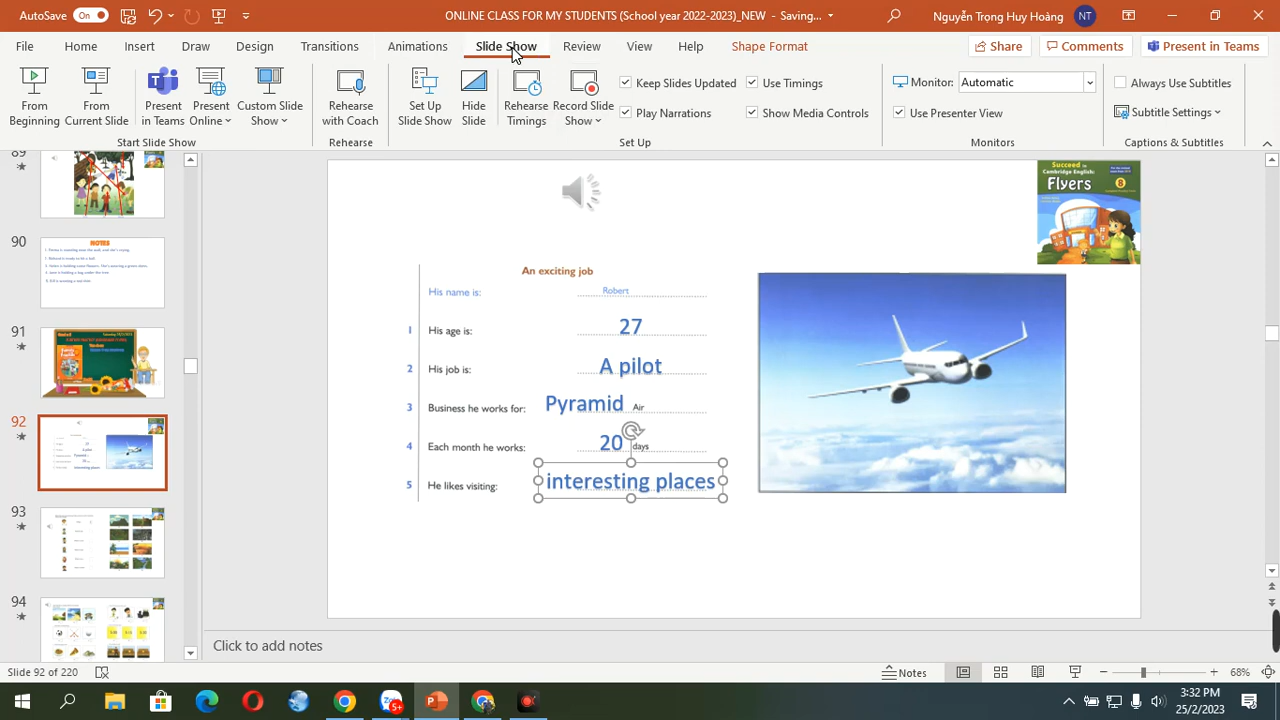 AutoSave On
ONLINE CLASS FOR MY STUDENTS (School year 2022-2023)_NEW - Saving...
Nguyễn Trọng Huy Hoàng NT
File Home Insert Draw Design Transitions Animations Slide Show Review View Help Shape Format
Share Comments Present in Teams
From Beginning
From Current Slide
Present in Teams
Present Online
Custom Slide Show
Rehearse with Coach
Set Up Slide Show
Hide Slide
Rehearse Timings
Record Slide Show
Keep Slides Updated Use Timings
Play Narrations Show Media Controls
Monitor: Automatic
Use Presenter View
Always Use Subtitles
Subtitle Settings
Start Slide Show Rehearse Set Up Monitors Captions & Subtitles
89
90
NOTES
91
92
93
94
Succeed in
Cambridge English:
Flyers 8
An exciting job
His name is: Robert
1 His age is: 27
2 His job is: A pilot
3 Business he works for: Pyramid Air
4 Each month he works: 20 days
5 He likes visiting: interesting places
Click to add notes
Slide 92 of 220
Notes
68%
5+
3:32 PM
25/2/2023